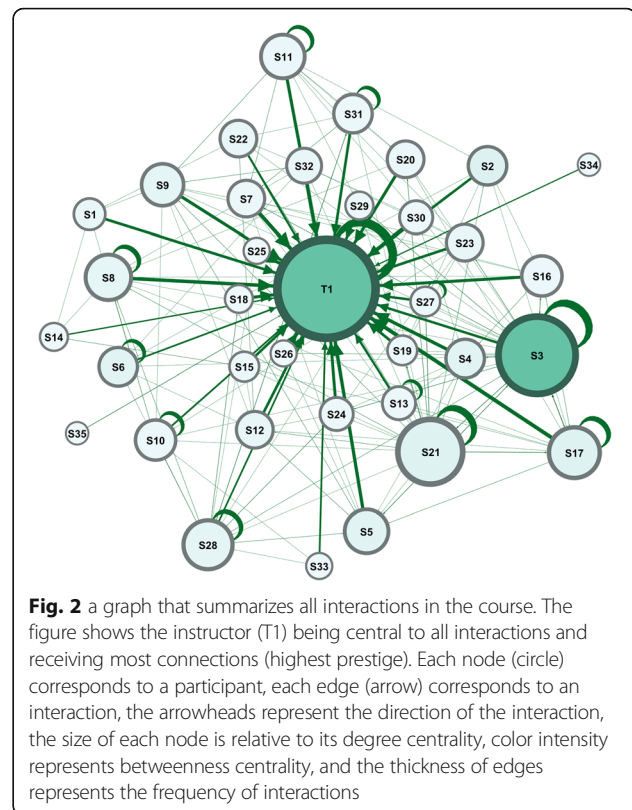 S11
S31
S22
S20
S32
S2
S34
S9
S7
S29
S1
S30
S23
S25
S8
T1
S16
S18
S27
S14
S3
S6
S15
S26
S19
S4
S13
S35
S10
S12
S24
S21
S17
S28
S5
S33
Fig. 2 a graph that summarizes all interactions in the course. The
figure shows the instructor (T1) being central to all interactions and
receiving most connections (highest prestige). Each node (circle)
corresponds to a participant, each edge (arrow) corresponds to an
interaction, the arrowheads represent the direction of the interaction,
the size of each node is relative to its degree centrality, color intensity
represents betweenness centrality, and the thickness of edges
represents the frequency of interactions